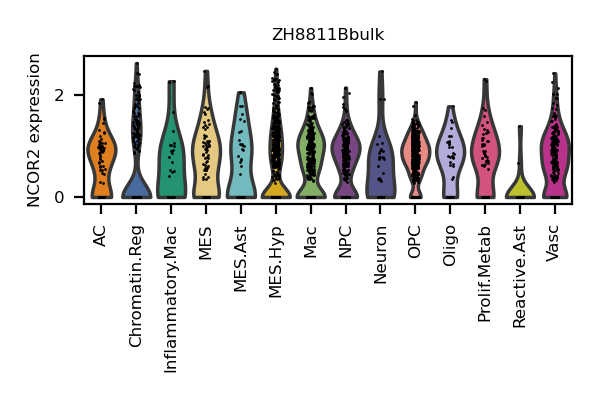 ZH8811Bbulk
NCOR2 expression
2
0
AC
Chromatin.Reg
Inflammatory.Mac
MES
MES.Ast
MES.Hyp
Mac
NPC
Neuron
OPC
Oligo
Prolif.Metab
Reactive.Ast
Vasc